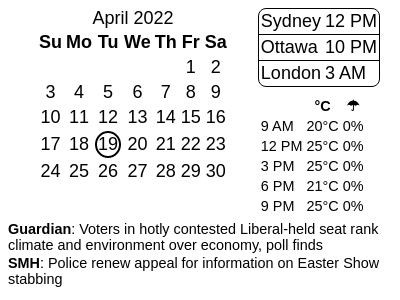 April 2022
Su Mo Tu We Th Fr Sa
1 2
3 4 5 6 7 8 9
10 11 12 13 14 15 16
17 18 19 20 21 22 23
24 25 26 27 28 29 30
Sydney 12 PM
Ottawa 10 PM
London 3 AM
°C ☂
9 AM 20°C 0%
12 PM 25°C 0%
3 PM 25°C 0%
6 PM 21°C 0%
9 PM 25°C 0%
Guardian: Voters in hotly contested Liberal-held seat rank
climate and environment over economy, poll finds
SMH: Police renew appeal for information on Easter Show
stabbing